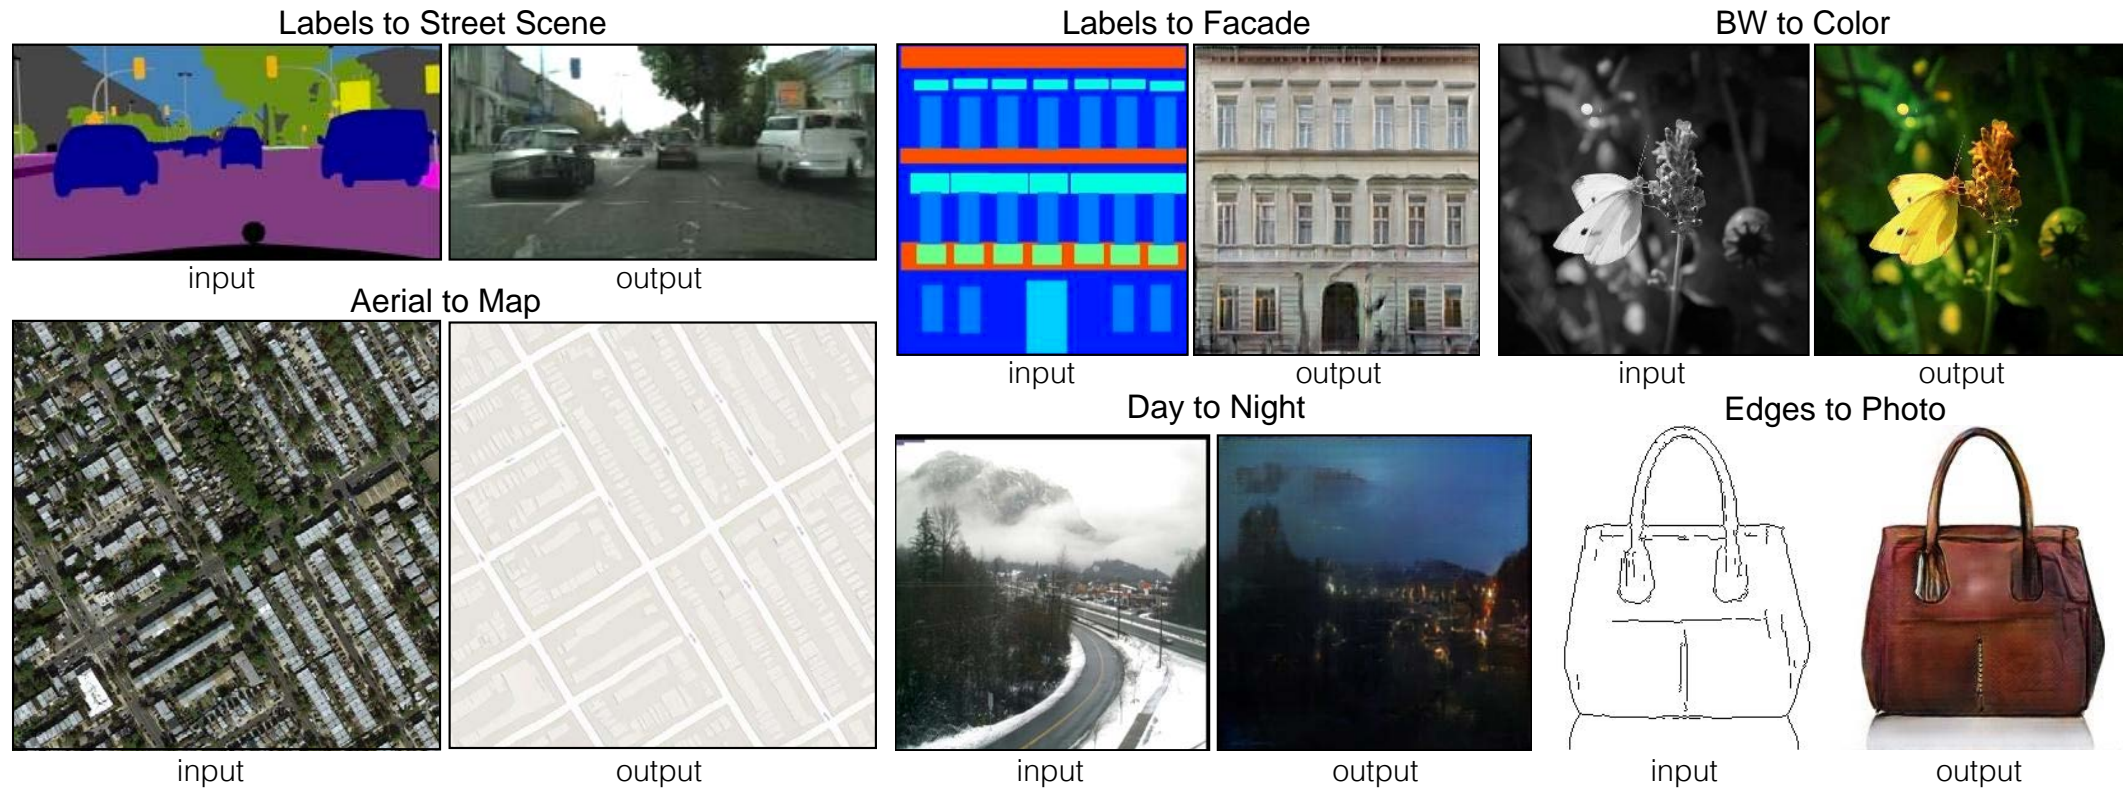 Labels to Street Scene
input
output
Aerial to Map
input
output
Labels to Facade
input
output
BW to Color
input
output
Day to Night
input
output
Edges to Photo
input
output